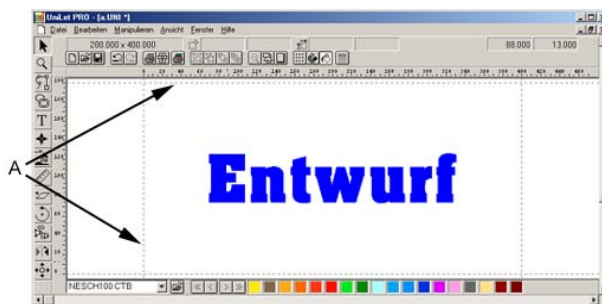 UniLet PRO - [a.UNI *]
Datei Bearbeiten Manipulieren Ansicht Fenster Hilfe
200.000 x 400.000 88.000 13.000
A
Entwurf
NESCH100.CTB